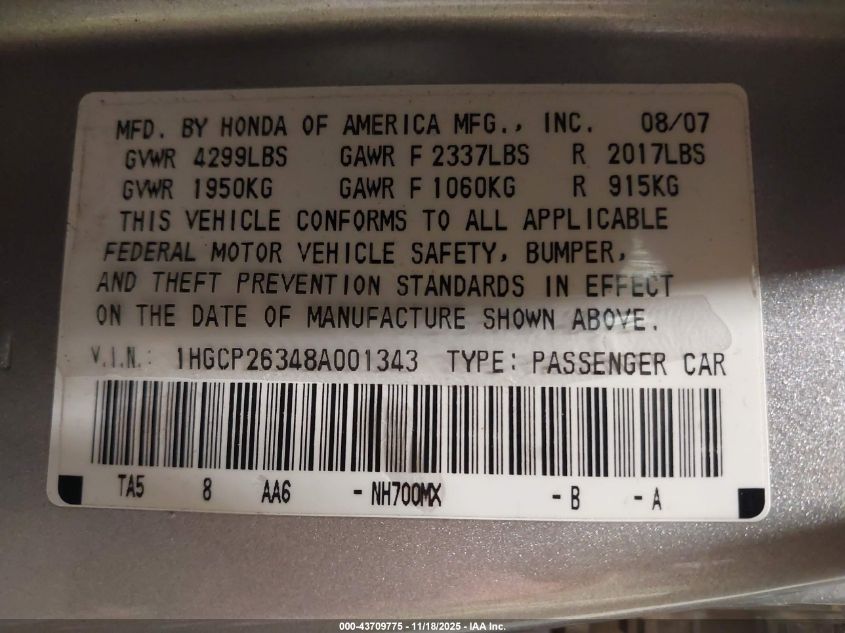 MFD. BY HONDA OF AMERICA MFG., INC. 08/07
GVWR 4299LBS GAWR F 2337LBS R 2017LBS
GVWR 1950KG GAWR F 1060KG R 915KG
THIS VEHICLE CONFORMS TO ALL APPLICABLE
FEDERAL MOTOR VEHICLE SAFETY, BUMPER,
AND THEFT PREVENTION STANDARDS IN EFFECT
ON THE DATE OF MANUFACTURE SHOWN ABOVE.
V.I.N.: 1HGCP26348A001343 TYPE: PASSENGER CAR
TA5 8 AA6 - NH700MX - B - A
000-43709775 - 11/18/2025 - IAA Inc.